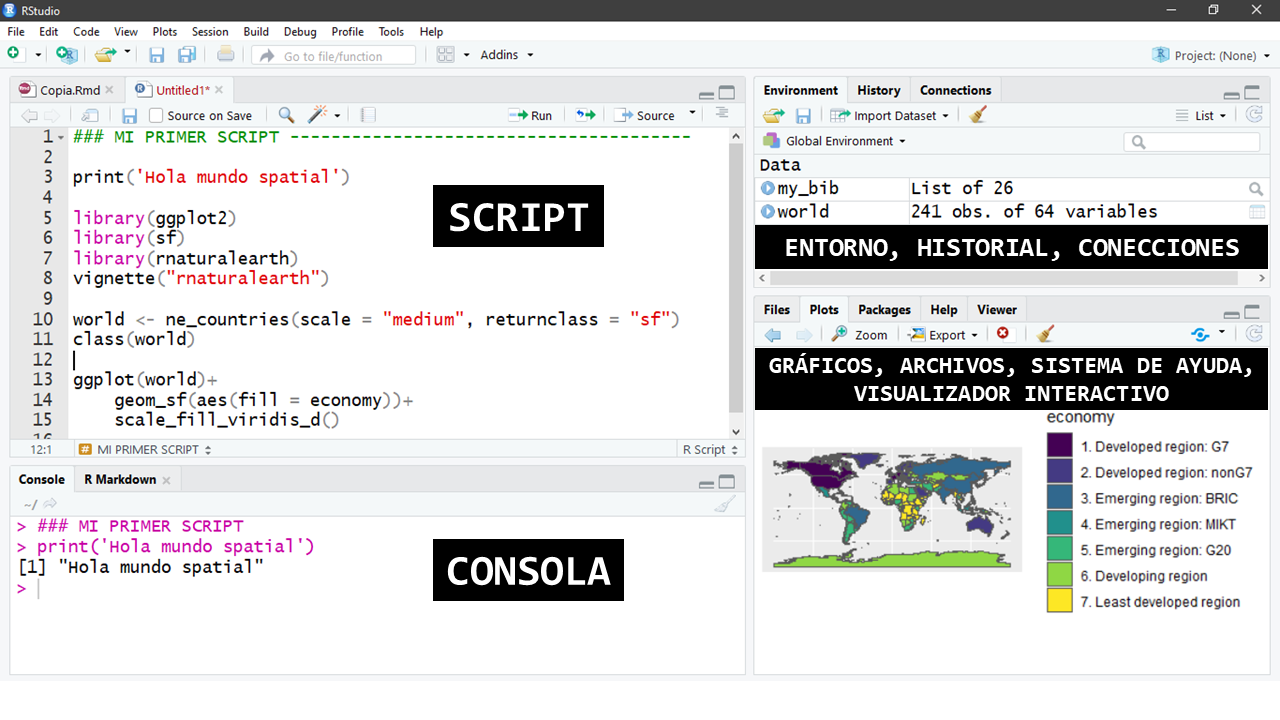 RStudio
File Edit Code View Plots Session Build Debug Profile Tools Help
Go to file/function Addins Project: (None)
Copia.Rmd Untitled1*
Source on Save Run Source
1 ### MI PRIMER SCRIPT ---------------------------------------
2
3 print('Hola mundo spatial')
4
5 library(ggplot2)
6 library(sf)
7 library(rnaturalearth)
8 vignette("rnaturalearth")
9
10 world <- ne_countries(scale = "medium", returnclass = "sf")
11 class(world)
12
13 ggplot(world)+
14 geom_sf(aes(fill = economy))+
15 scale_fill_viridis_d()
16
SCRIPT
12:1 # MI PRIMER SCRIPT R Script
Console R Markdown
~/
> ### MI PRIMER SCRIPT
> print('Hola mundo spatial')
[1] "Hola mundo spatial"
>
CONSOLA
Environment History Connections
Import Dataset List
Global Environment
Data
my_bib List of 26
world 241 obs. of 64 variables
ENTORNO, HISTORIAL, CONECCIONES
Files Plots Packages Help Viewer
Zoom Export
GRÁFICOS, ARCHIVOS, SISTEMA DE AYUDA,
VISUALIZADOR INTERACTIVO
economy
1. Developed region: G7
2. Developed region: nonG7
3. Emerging region: BRIC
4. Emerging region: MIKT
5. Emerging region: G20
6. Developing region
7. Least developed region